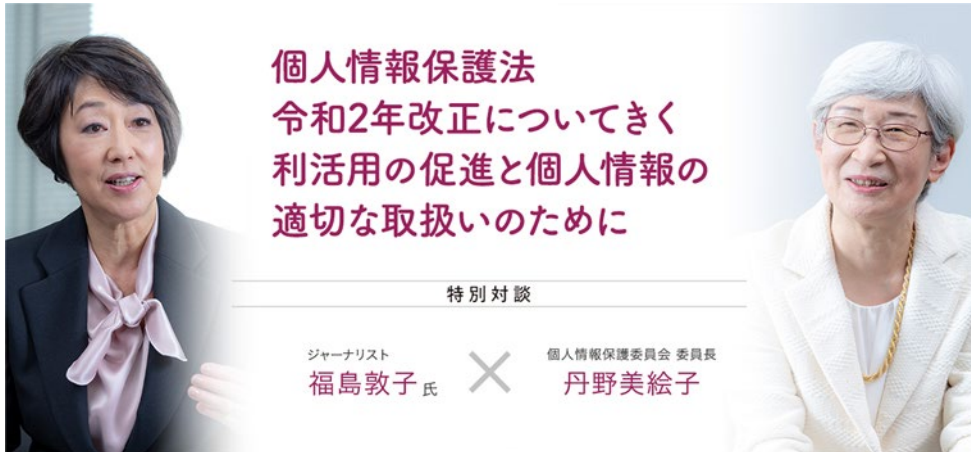 個人情報保護法
令和2年改正についてきく
利活用の促進と個人情報の
適切な取扱いのために
特別対談
ジャーナリスト
福島敦子 氏
×
個人情報保護委員会 委員長
丹野美絵子